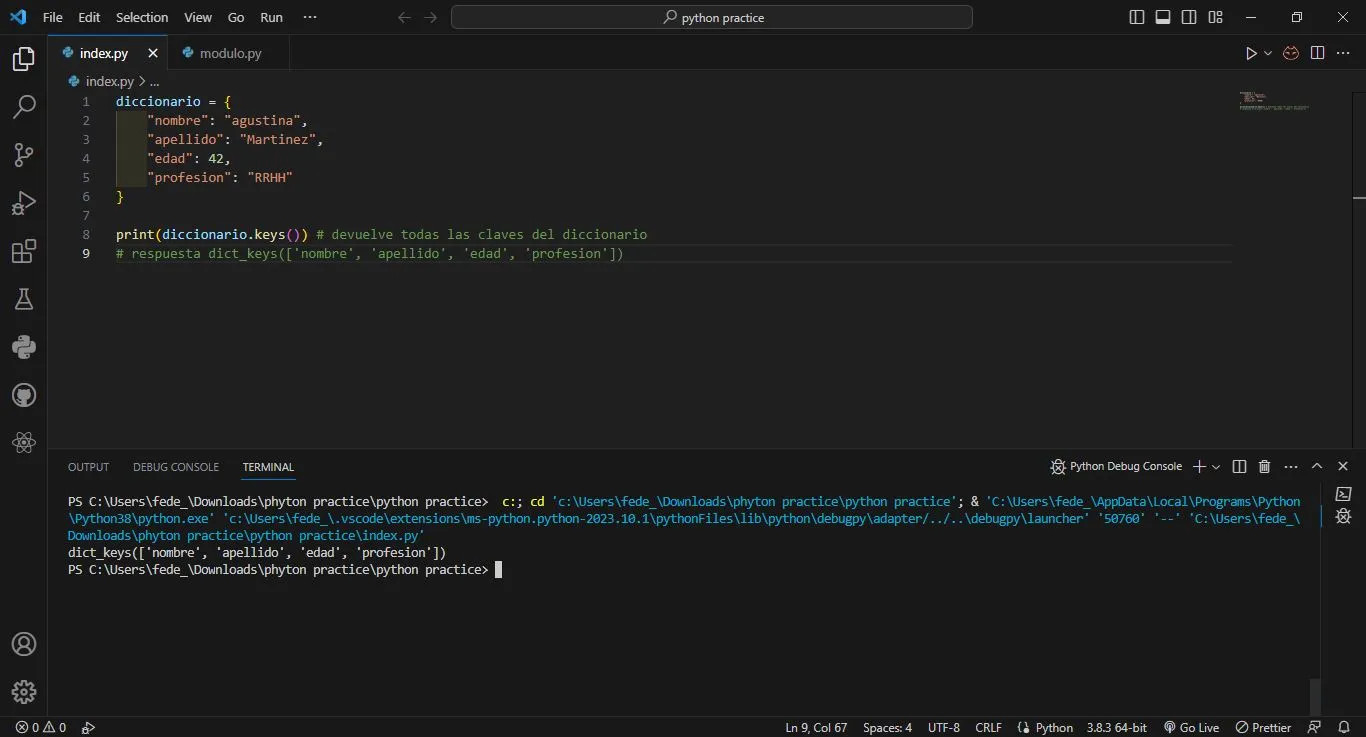 File Edit Selection View Go Run ··· python practice
index.py modulo.py
index.py > ...
1 diccionario = {
2     "nombre": "agustina",
3     "apellido": "Martinez",
4     "edad": 42,
5     "profesion": "RRHH"
6 }
7
8 print(diccionario.keys()) # devuelve todas las claves del diccionario
9 # respuesta dict_keys(['nombre', 'apellido', 'edad', 'profesion'])
OUTPUT DEBUG CONSOLE TERMINAL Python Debug Console
PS C:\Users\fede_\Downloads\phyton practice\python practice>  c:; cd 'c:\Users\fede_\Downloads\phyton practice\python practice'; & 'C:\Users\fede_\AppData\Local\Programs\Python
\Python38\python.exe' 'c:\Users\fede_\.vscode\extensions\ms-python.python-2023.10.1\pythonFiles\lib\python\debugpy\adapter/../..\debugpy\launcher' '50760' '--' 'C:\Users\fede_\
Downloads\phyton practice\python practice\index.py'
dict_keys(['nombre', 'apellido', 'edad', 'profesion'])
PS C:\Users\fede_\Downloads\phyton practice\python practice>
0 0 Ln 9, Col 67 Spaces: 4 UTF-8 CRLF Python 3.8.3 64-bit Go Live Prettier